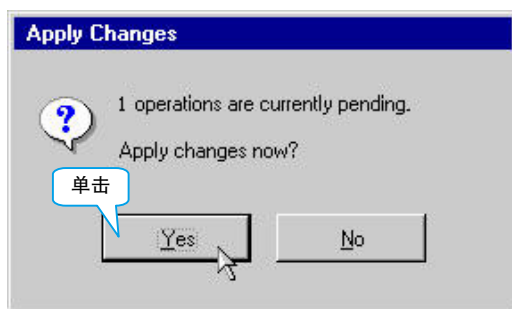 Apply Changes
1 operations are currently pending.
Apply changes now?
单击
Yes
No